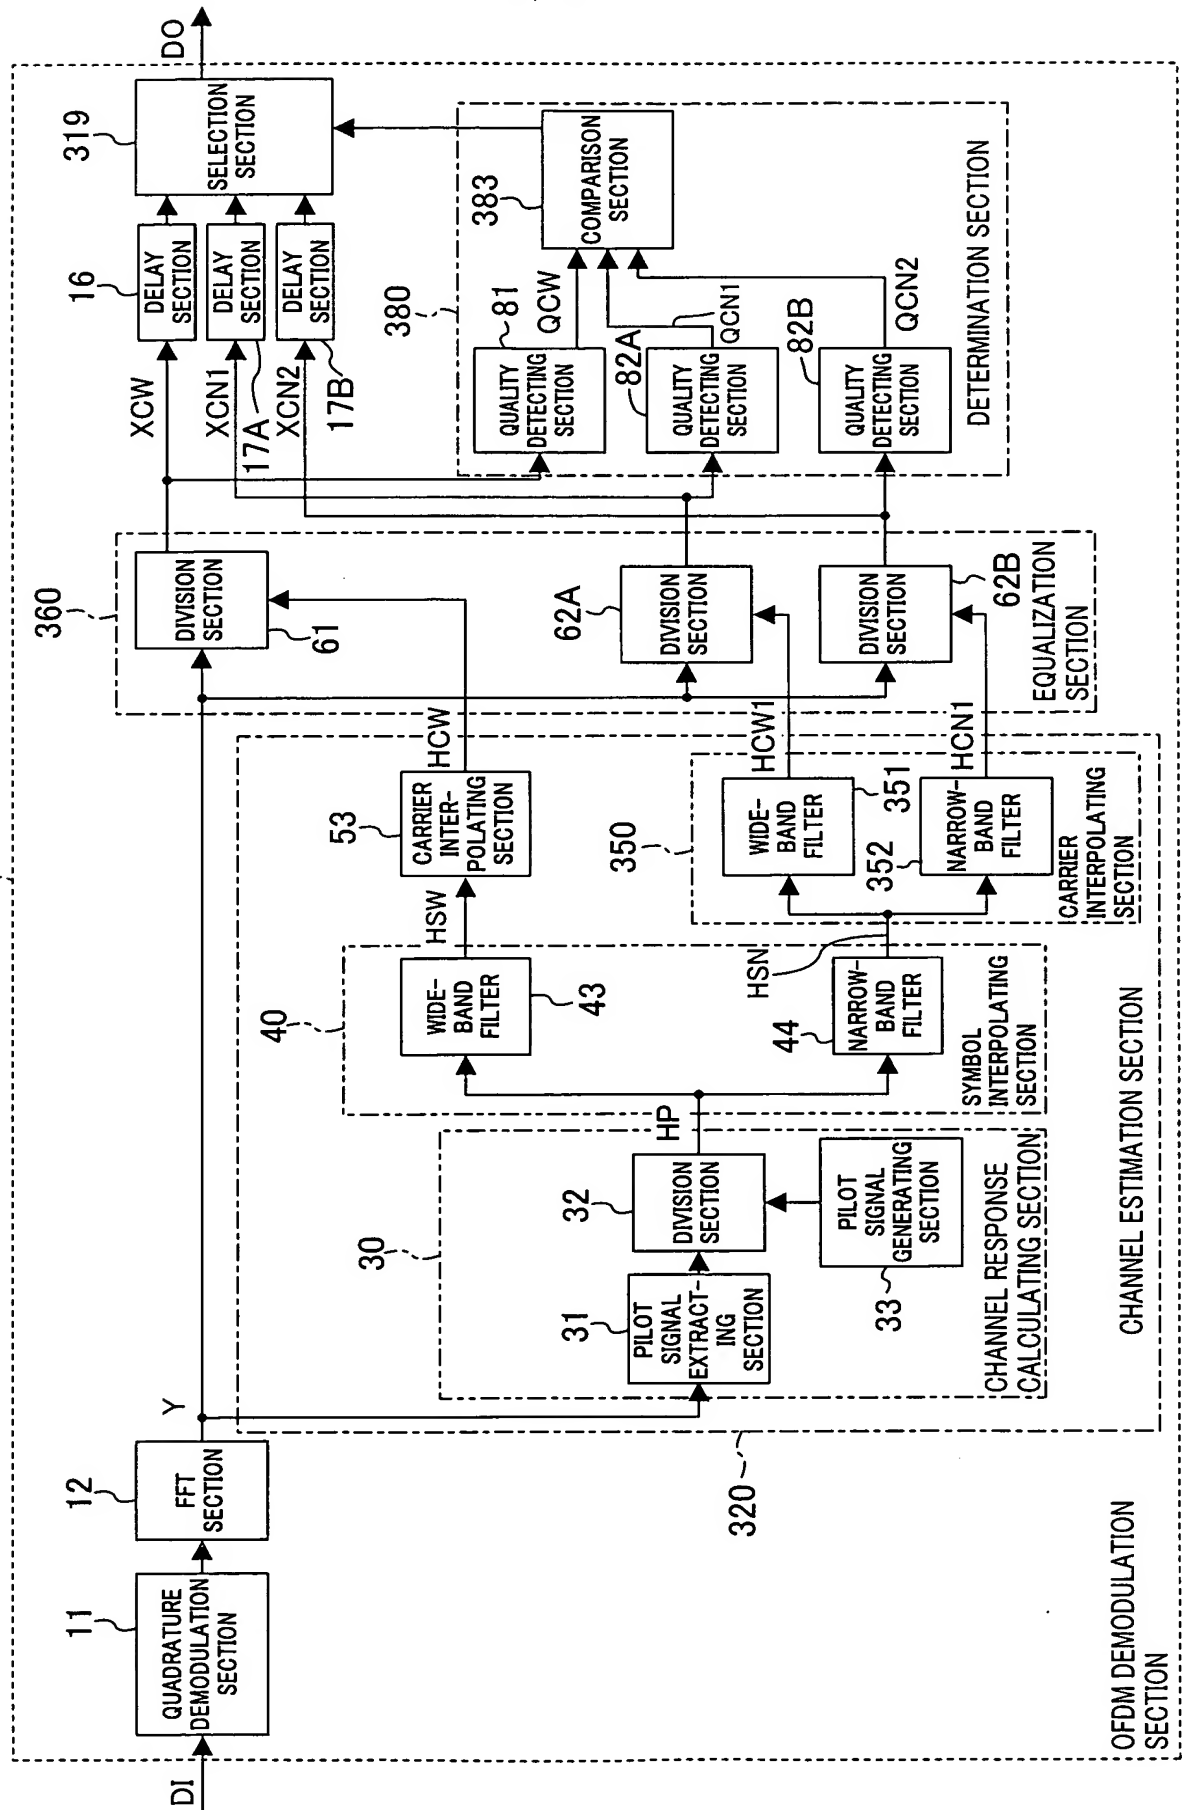 DI
11
QUADRATURE
DEMODULATION
SECTION
12
FFT
SECTION
Y
360
DIVISION
SECTION
61
XCW
XCN1
17A
XCN2
17B
16
DELAY
SECTION
DELAY
SECTION
DELAY
SECTION
319
SELECTION
SECTION
DO
320
30
31
PILOT
SIGNAL
EXTRACT-
ING
SECTION
32
DIVISION
SECTION
33
PILOT
SIGNAL
GENERATING
SECTION
CHANNEL RESPONSE
CALCULATING SECTION
HP
40
WIDE-
BAND
FILTER
43
44
NARROW-
BAND
FILTER
SYMBOL
INTERPOLATING
SECTION
HSW
HSN
53
CARRIER
INTER-
POLATING
SECTION
HCW
350
WIDE-
BAND
FILTER
351
352
NARROW-
BAND
FILTER
CARRIER
INTERPOLATING
SECTION
HCW1
HCN1
CHANNEL ESTIMATION SECTION
62A
DIVISION
SECTION
DIVISION
SECTION
62B
EQUALIZATION
SECTION
380
QUALITY
DETECTING
SECTION
81
QCW
82A
QUALITY
DETECTING
SECTION
QCN1
82B
QUALITY
DETECTING
SECTION
QCN2
383
COMPARISON
SECTION
DETERMINATION SECTION
OFDM DEMODULATION
SECTION